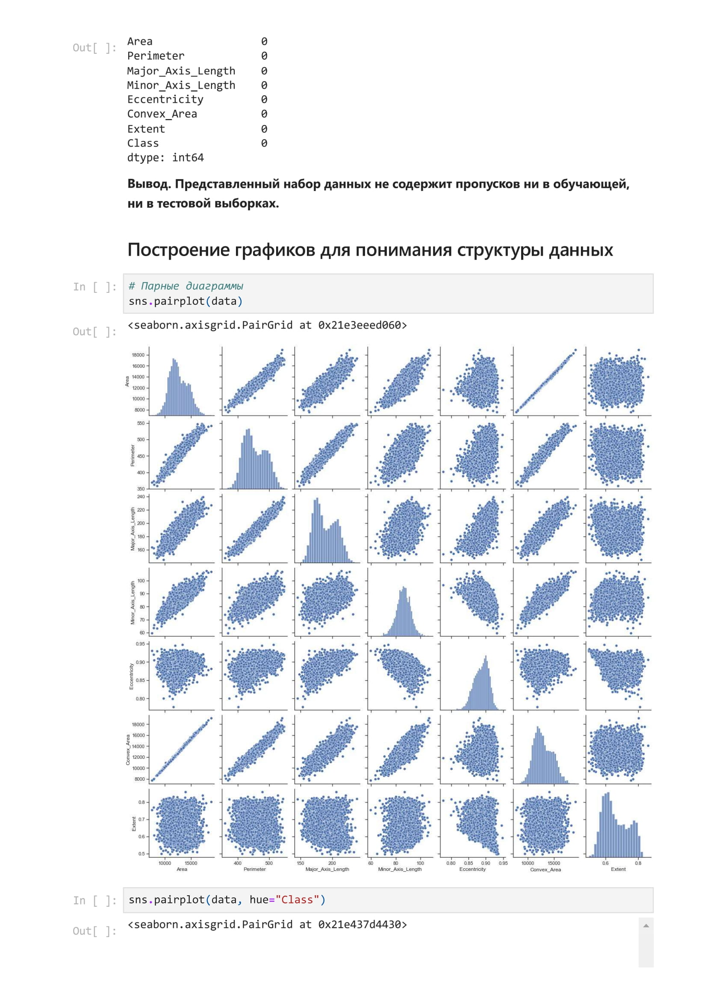 Out[ ]:
Area 0
Perimeter 0
Major_Axis_Length 0
Minor_Axis_Length 0
Eccentricity 0
Convex_Area 0
Extent 0
Class 0
dtype: int64
Вывод. Представленный набор данных не содержит пропусков ни в обучающей,
ни в тестовой выборках.
Построение графиков для понимания структуры данных
In [ ]:
# Парные диаграммы
sns.pairplot(data)
Out[ ]:
<seaborn.axisgrid.PairGrid at 0x21e3eeed060>
18000
16000
14000
12000
10000
8000
Area
550
500
450
400
350
Perimeter
240
220
200
180
160
Major_Axis_Length
100
90
80
70
60
Minor_Axis_Length
0.95
0.90
0.85
0.80
Eccentricity
18000
16000
14000
12000
10000
8000
Convex_Area
0.8
0.7
0.6
0.5
Extent
10000 15000 400 500 150 200 60 80 100 0.80 0.85 0.90 0.95 10000 15000 0.6 0.8
Area Perimeter Major_Axis_Length Minor_Axis_Length Eccentricity Convex_Area Extent
In [ ]:
sns.pairplot(data, hue="Class")
Out[ ]:
<seaborn.axisgrid.PairGrid at 0x21e437d4430>